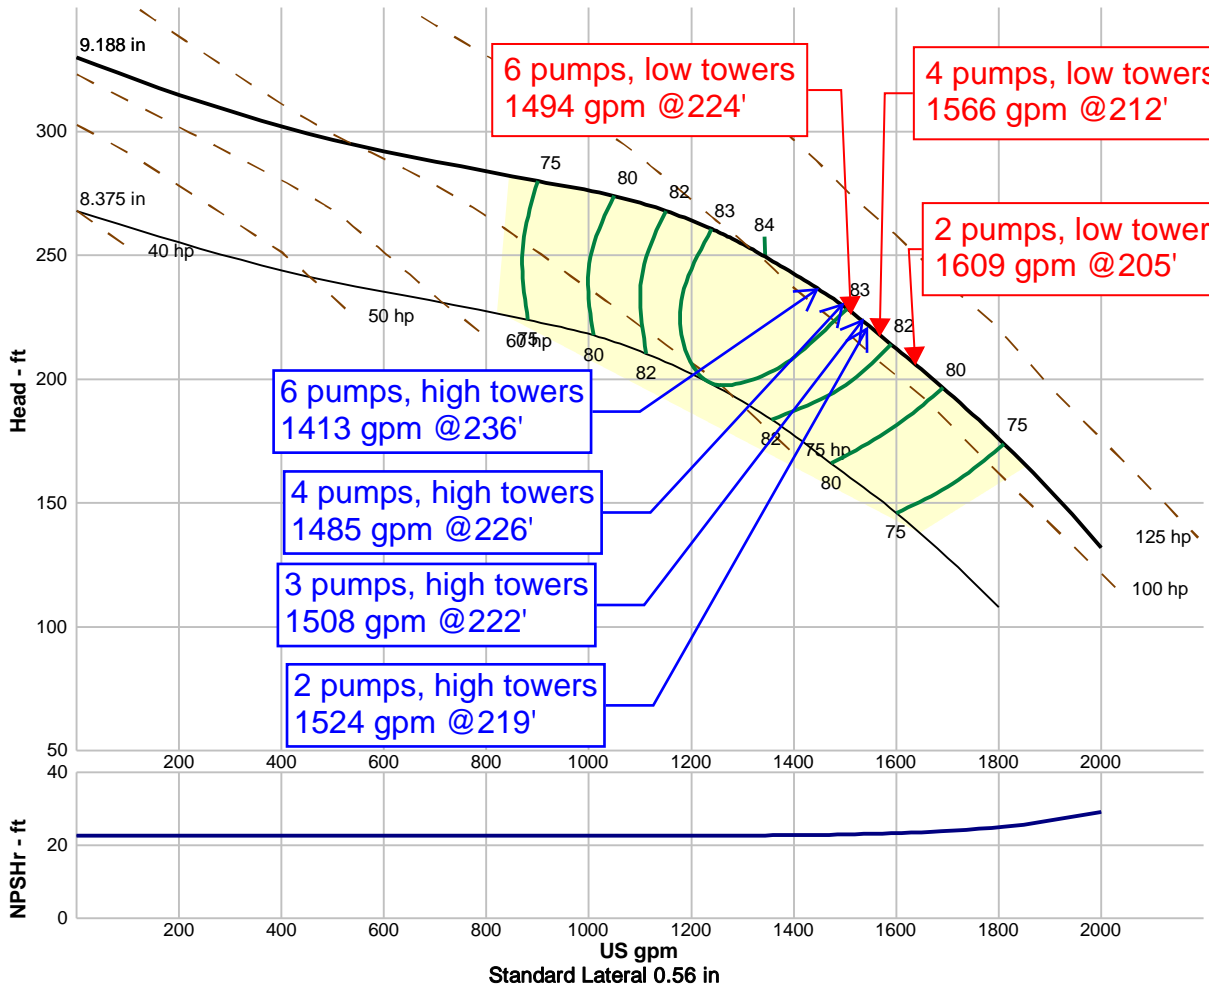 9.188 in
8.375 in
6 pumps, low towers
1494 gpm @224'
4 pumps, low towers
1566 gpm @212'
2 pumps, low tower
1609 gpm @205'
6 pumps, high towers
1413 gpm @236'
4 pumps, high towers
1485 gpm @226'
3 pumps, high towers
1508 gpm @222'
2 pumps, high towers
1524 gpm @219'
75
80
82
83
84
83
82
80
75
75
80
82
82
80
75
40 hp
50 hp
60 hp
75 hp
100 hp
125 hp
Head - ft
300
250
200
150
100
50
200 400 600 800 1000 1200 1400 1600 1800 2000
NPSHr - ft
40
20
0
200 400 600 800 1000 1200 1400 1600 1800 2000
US gpm
Standard Lateral 0.56 in